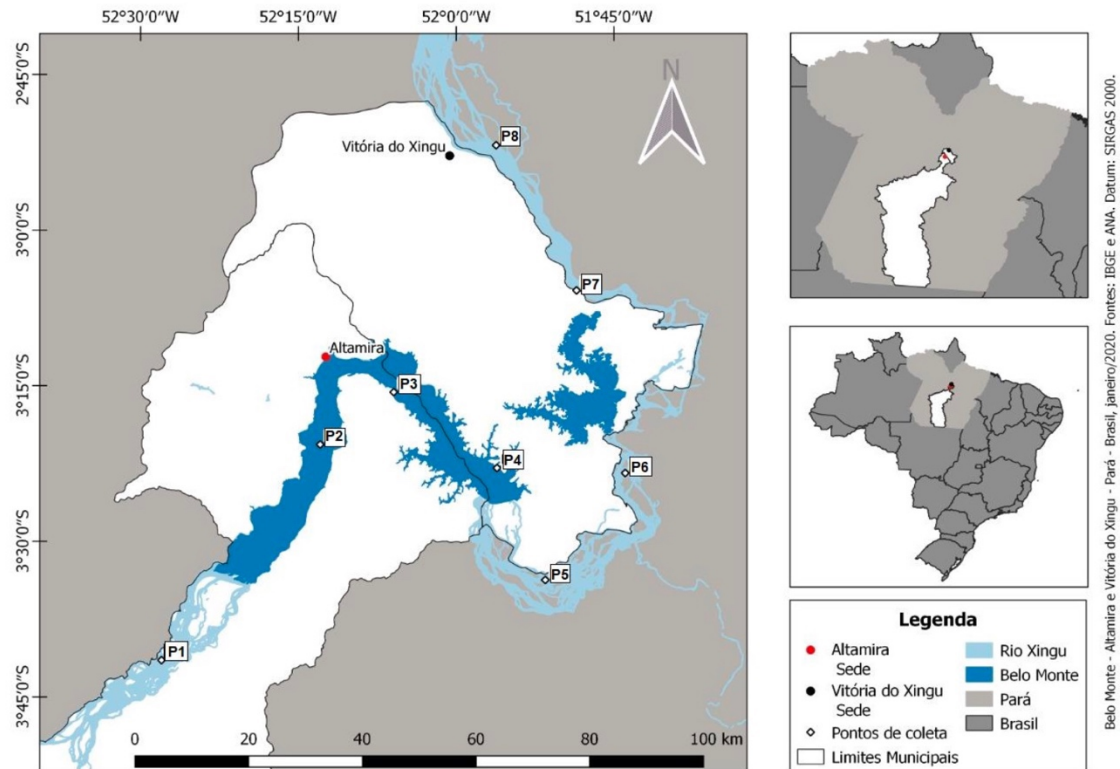 52°30'0"W 52°15'0"W 52°0'0"W 51°45'0"W
2°45'0"S
3°0'0"S
3°15'0"S
3°30'0"S
3°45'0"S
N
P8
Vitória do Xingu
P7
Altamira
P3
P2
P4
P6
P5
P1
0 20 40 60 80 100 km
Legenda
Altamira
Sede
Vitória do Xingu
Sede
Pontos de coleta
Limites Municipais
Rio Xingu
Belo Monte
Pará
Brasil
Belo Monte - Altamira e Vitória do Xingu - Pará - Brasil, janeiro/2020. Fontes: IBGE e ANA. Datum: SIRGAS 2000.